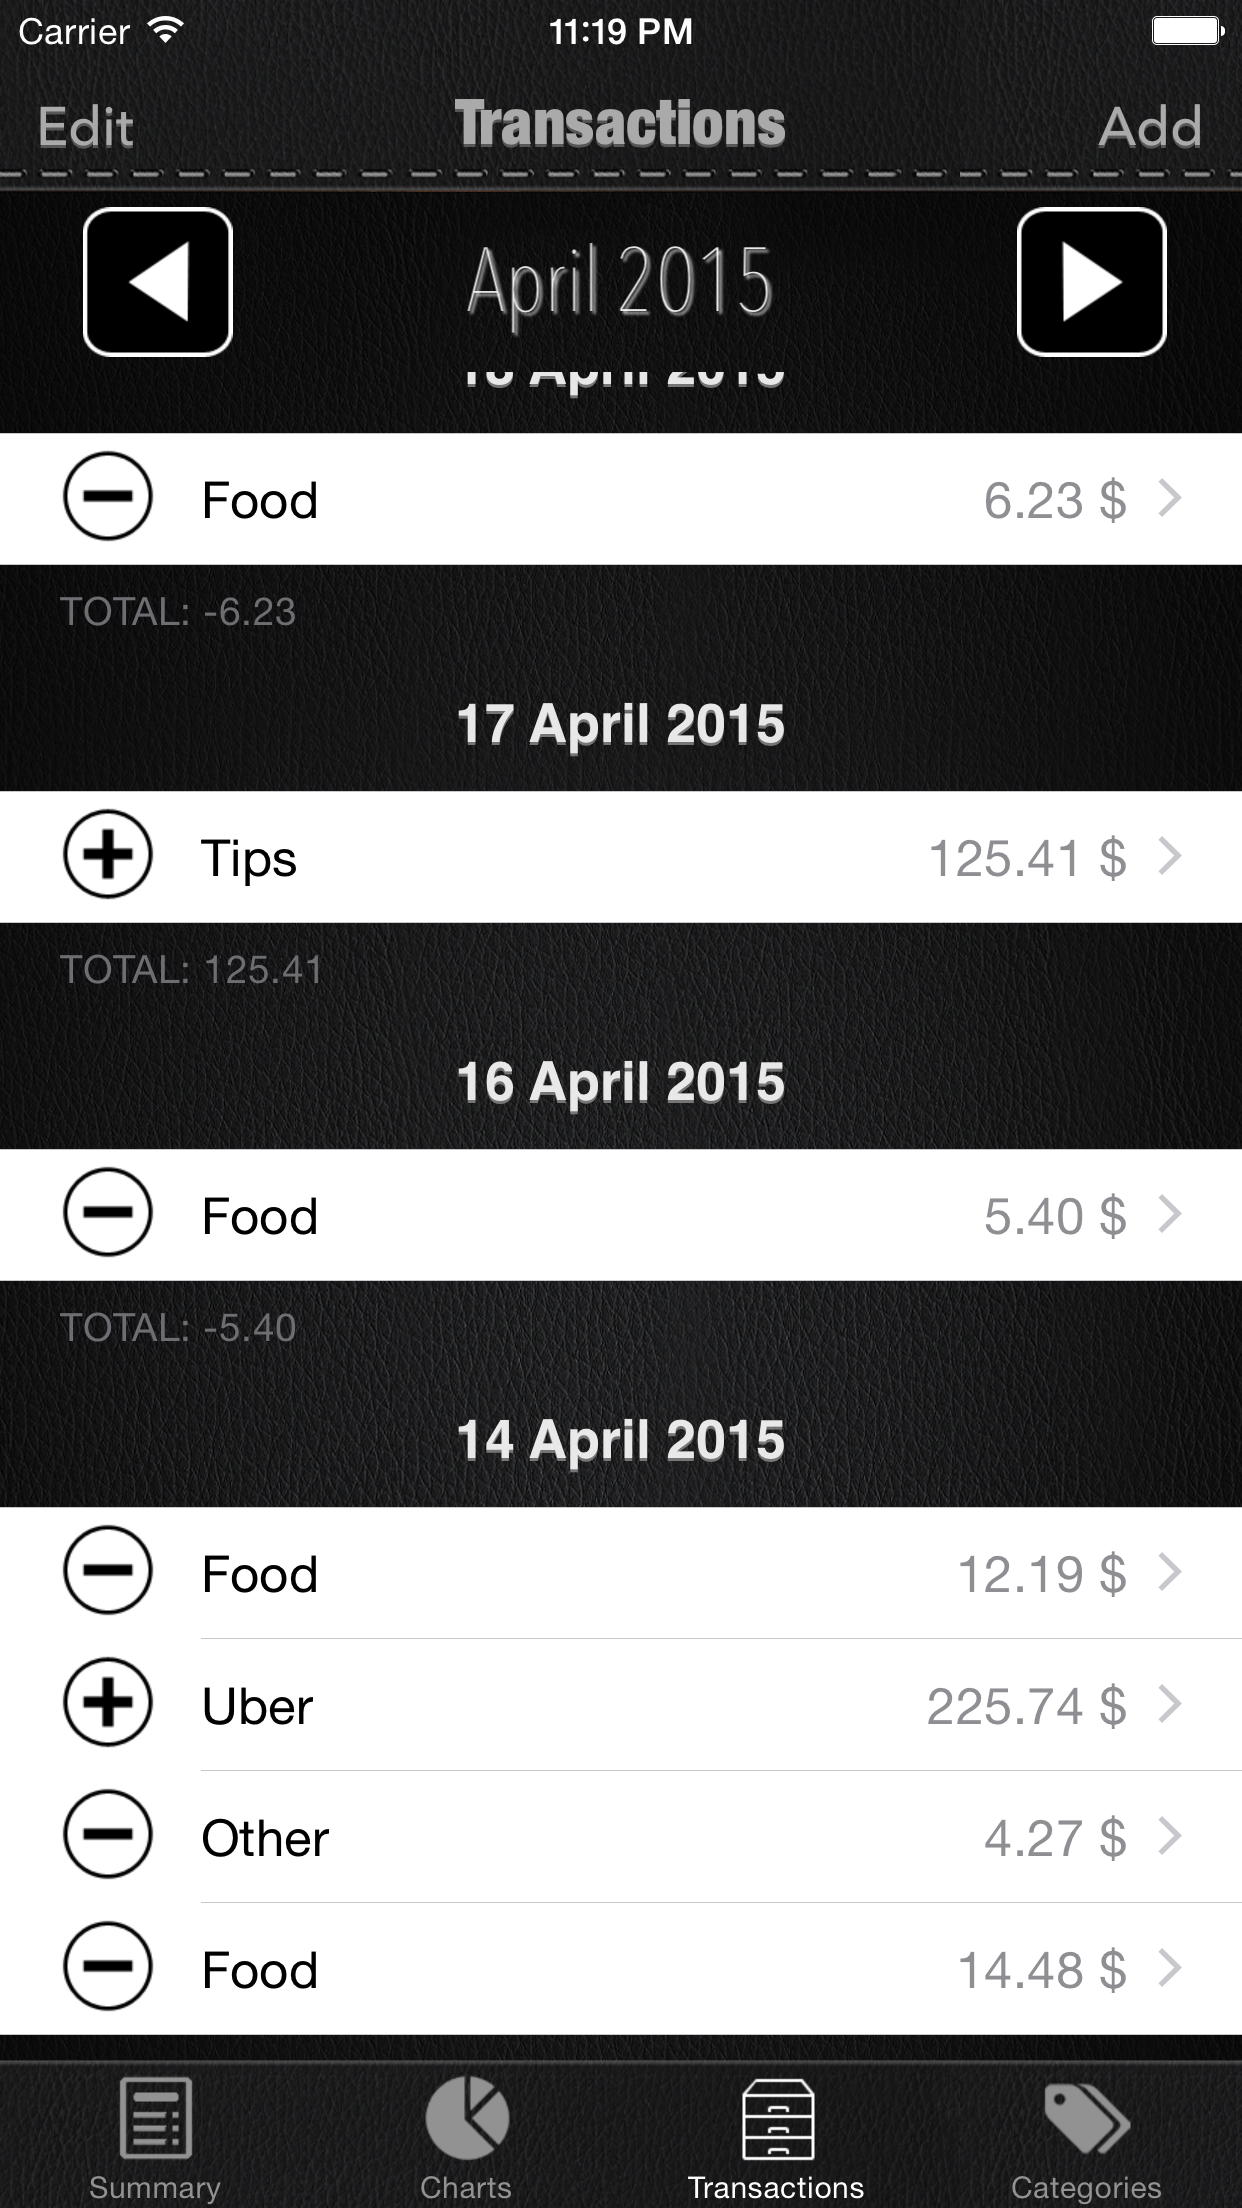 Carrier 11:19 PM
Edit Transactions Add
April 2015
April 2015
Food 6.23 $
TOTAL: -6.23
17 April 2015
Tips 125.41 $
TOTAL: 125.41
16 April 2015
Food 5.40 $
TOTAL: -5.40
14 April 2015
Food 12.19 $
Uber 225.74 $
Other 4.27 $
Food 14.48 $
Summary Charts Transactions Categories